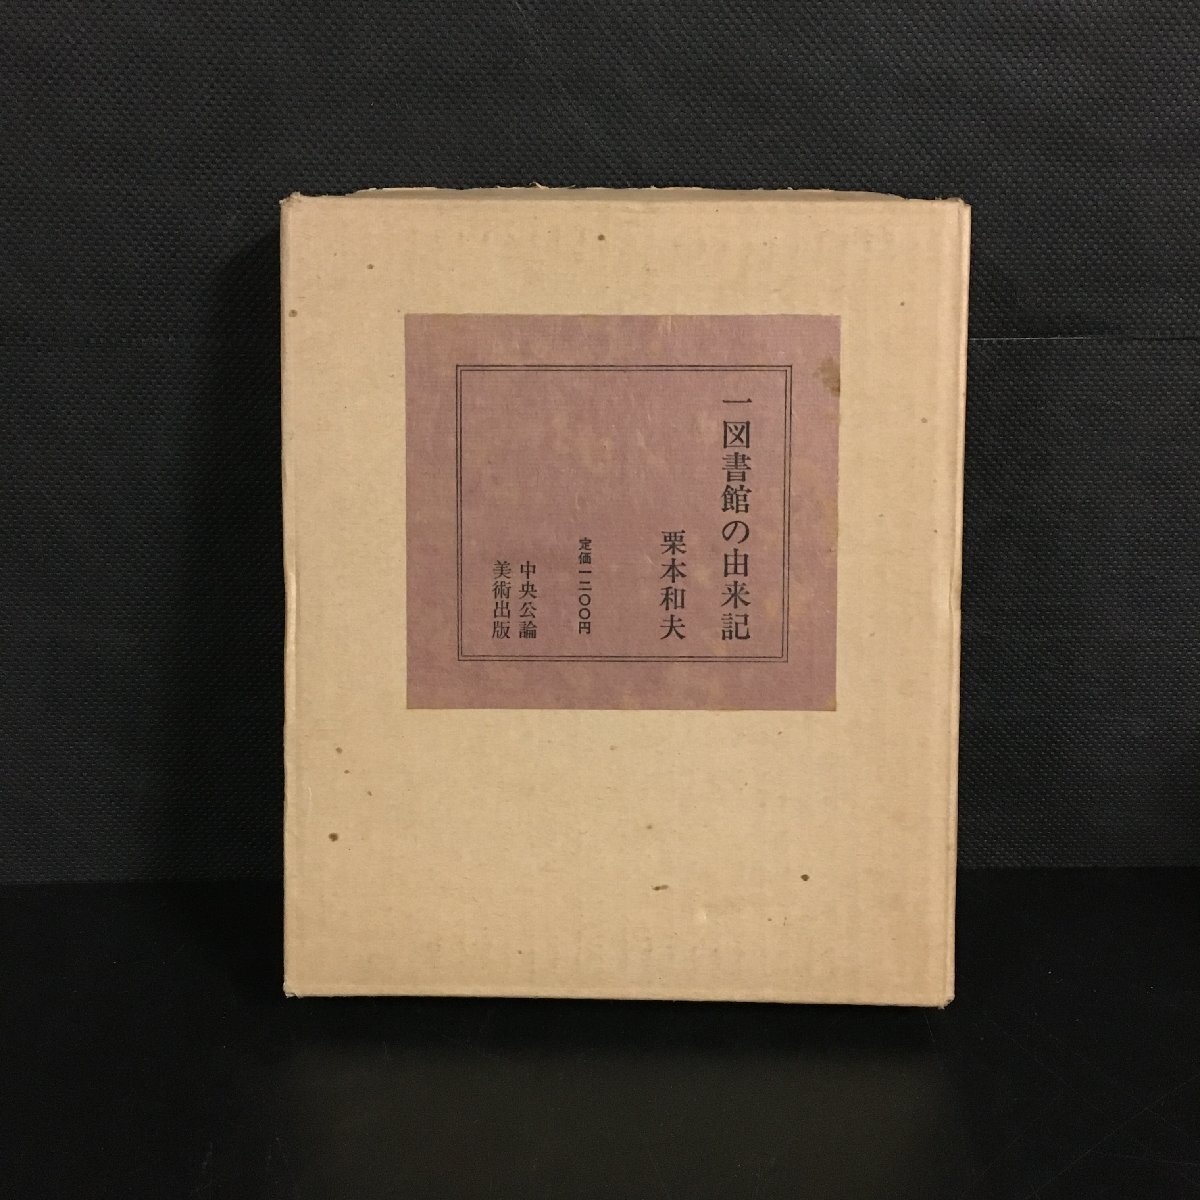 一図書館の由来記
栗本和夫
定価一二〇〇円
中央公論
美術出版